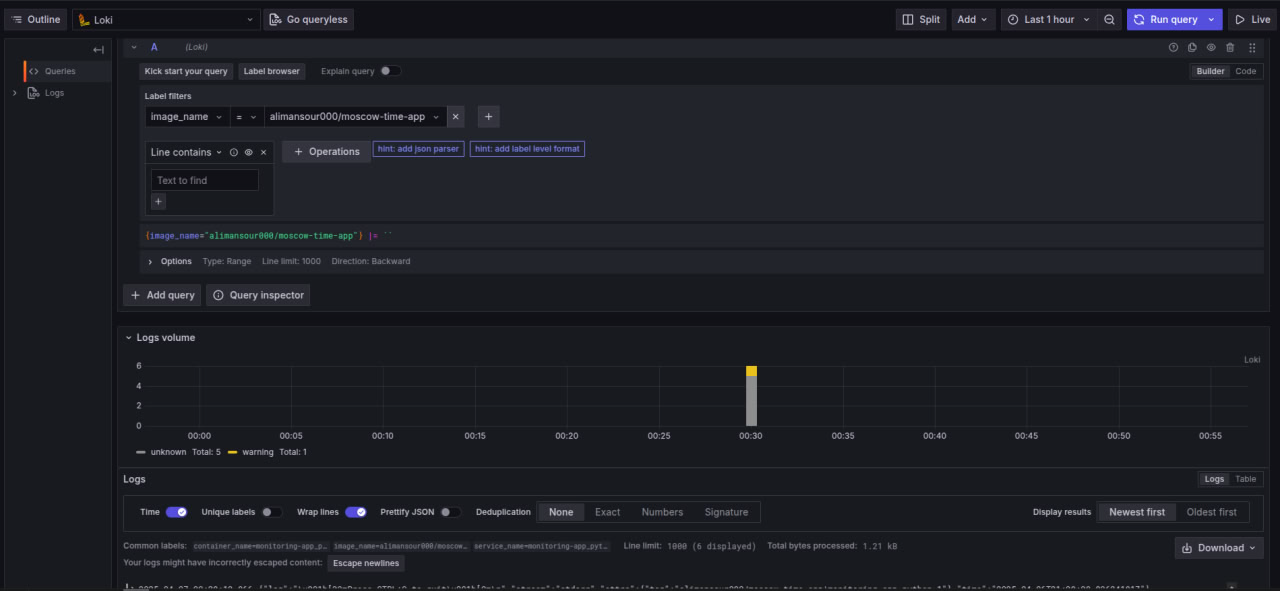 Outline Loki Go queryless Split Add Last 1 hour Run query Live
A (Loki)
Queries
Logs
Kick start your query Label browser Explain query Builder Code
Label filters
image_name = alimansour000/moscow-time-app
Line contains + Operations hint: add json parser hint: add label level format
Text to find
+
{image_name="alimansour000/moscow-time-app"} |= ``
Options Type: Range Line limit: 1000 Direction: Backward
+ Add query Query inspector
Logs volume
Loki
6
4
2
0
00:00 00:05 00:10 00:15 00:20 00:25 00:30 00:35 00:40 00:45 00:50 00:55
unknown Total: 5 warning Total: 1
Logs Logs Table
Time Unique labels Wrap lines Prettify JSON Deduplication None Exact Numbers Signature Display results Newest first Oldest first
Common labels: container_name=monitoring-app_p… image_name=alimansour000/moscow… service_name=monitoring-app_pyt… Line limit: 1000 (6 displayed) Total bytes processed: 1.21 kB
Download
Your logs might have incorrectly escaped content: Escape newlines